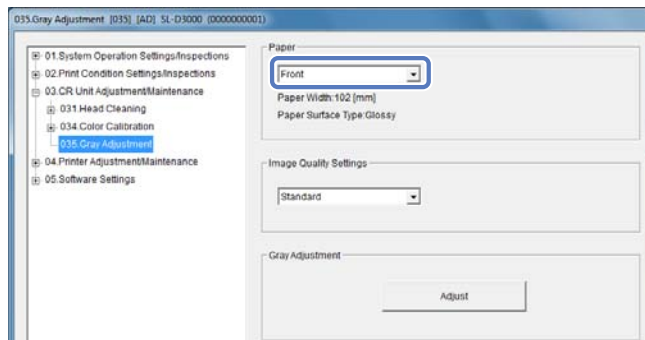 035.Gray Adjustment [035] [AD] SL-D3000 (0000000001)
01.System Operation Settings/Inspections
02.Print Condition Settings/Inspections
03.CR Unit Adjustment/Maintenance
031.Head Cleaning
034.Color Calibration
035.Gray Adjustment
04.Printer Adjustment/Maintenance
05.Software Settings
Paper
Front
Paper Width:102 [mm]
Paper Surface Type:Glossy
Image Quality Settings
Standard
Gray Adjustment
Adjust